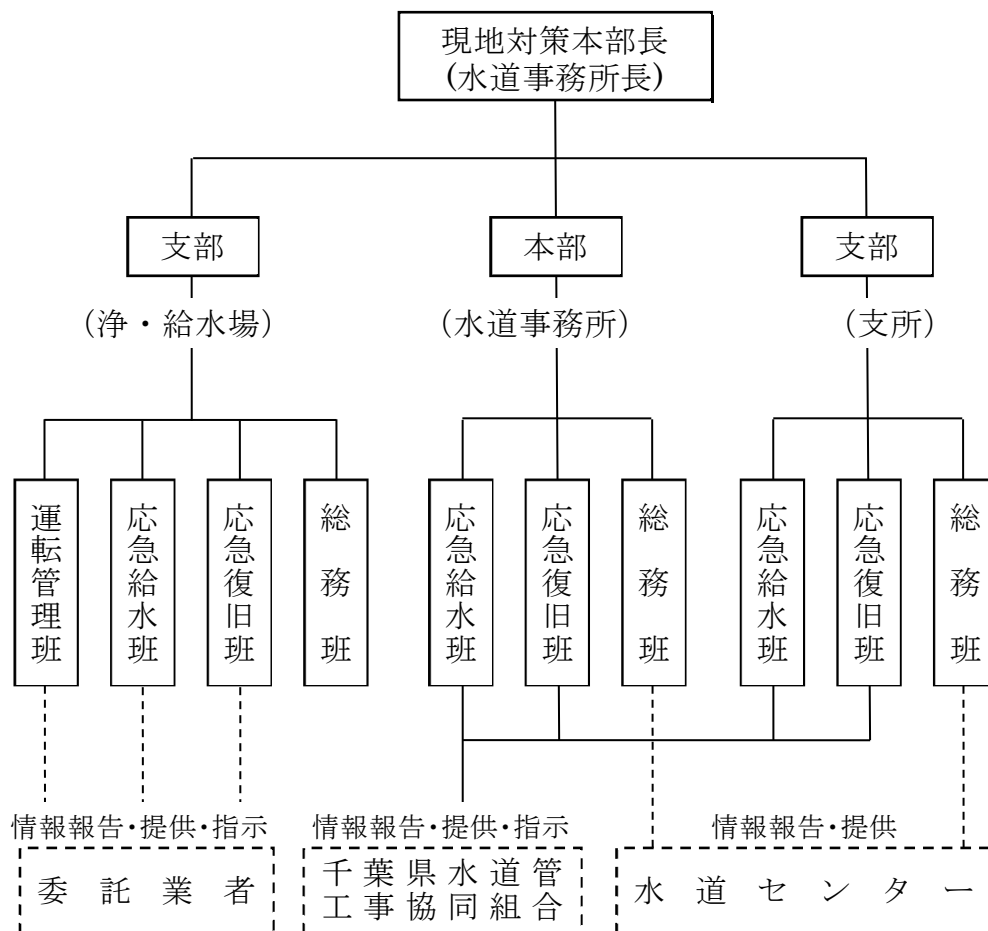 現地対策本部長
(水道事務所長)
支部
本部
支部
(浄・給水場)
(水道事務所)
(支所)
運転管理班
応急給水班
応急復旧班
総務班
応急給水班
応急復旧班
総務班
応急給水班
応急復旧班
総務班
情報報告・提供・指示
情報報告・提供・指示
情報報告・提供
委託業者
千葉県水道管
工事協同組合
水道センター